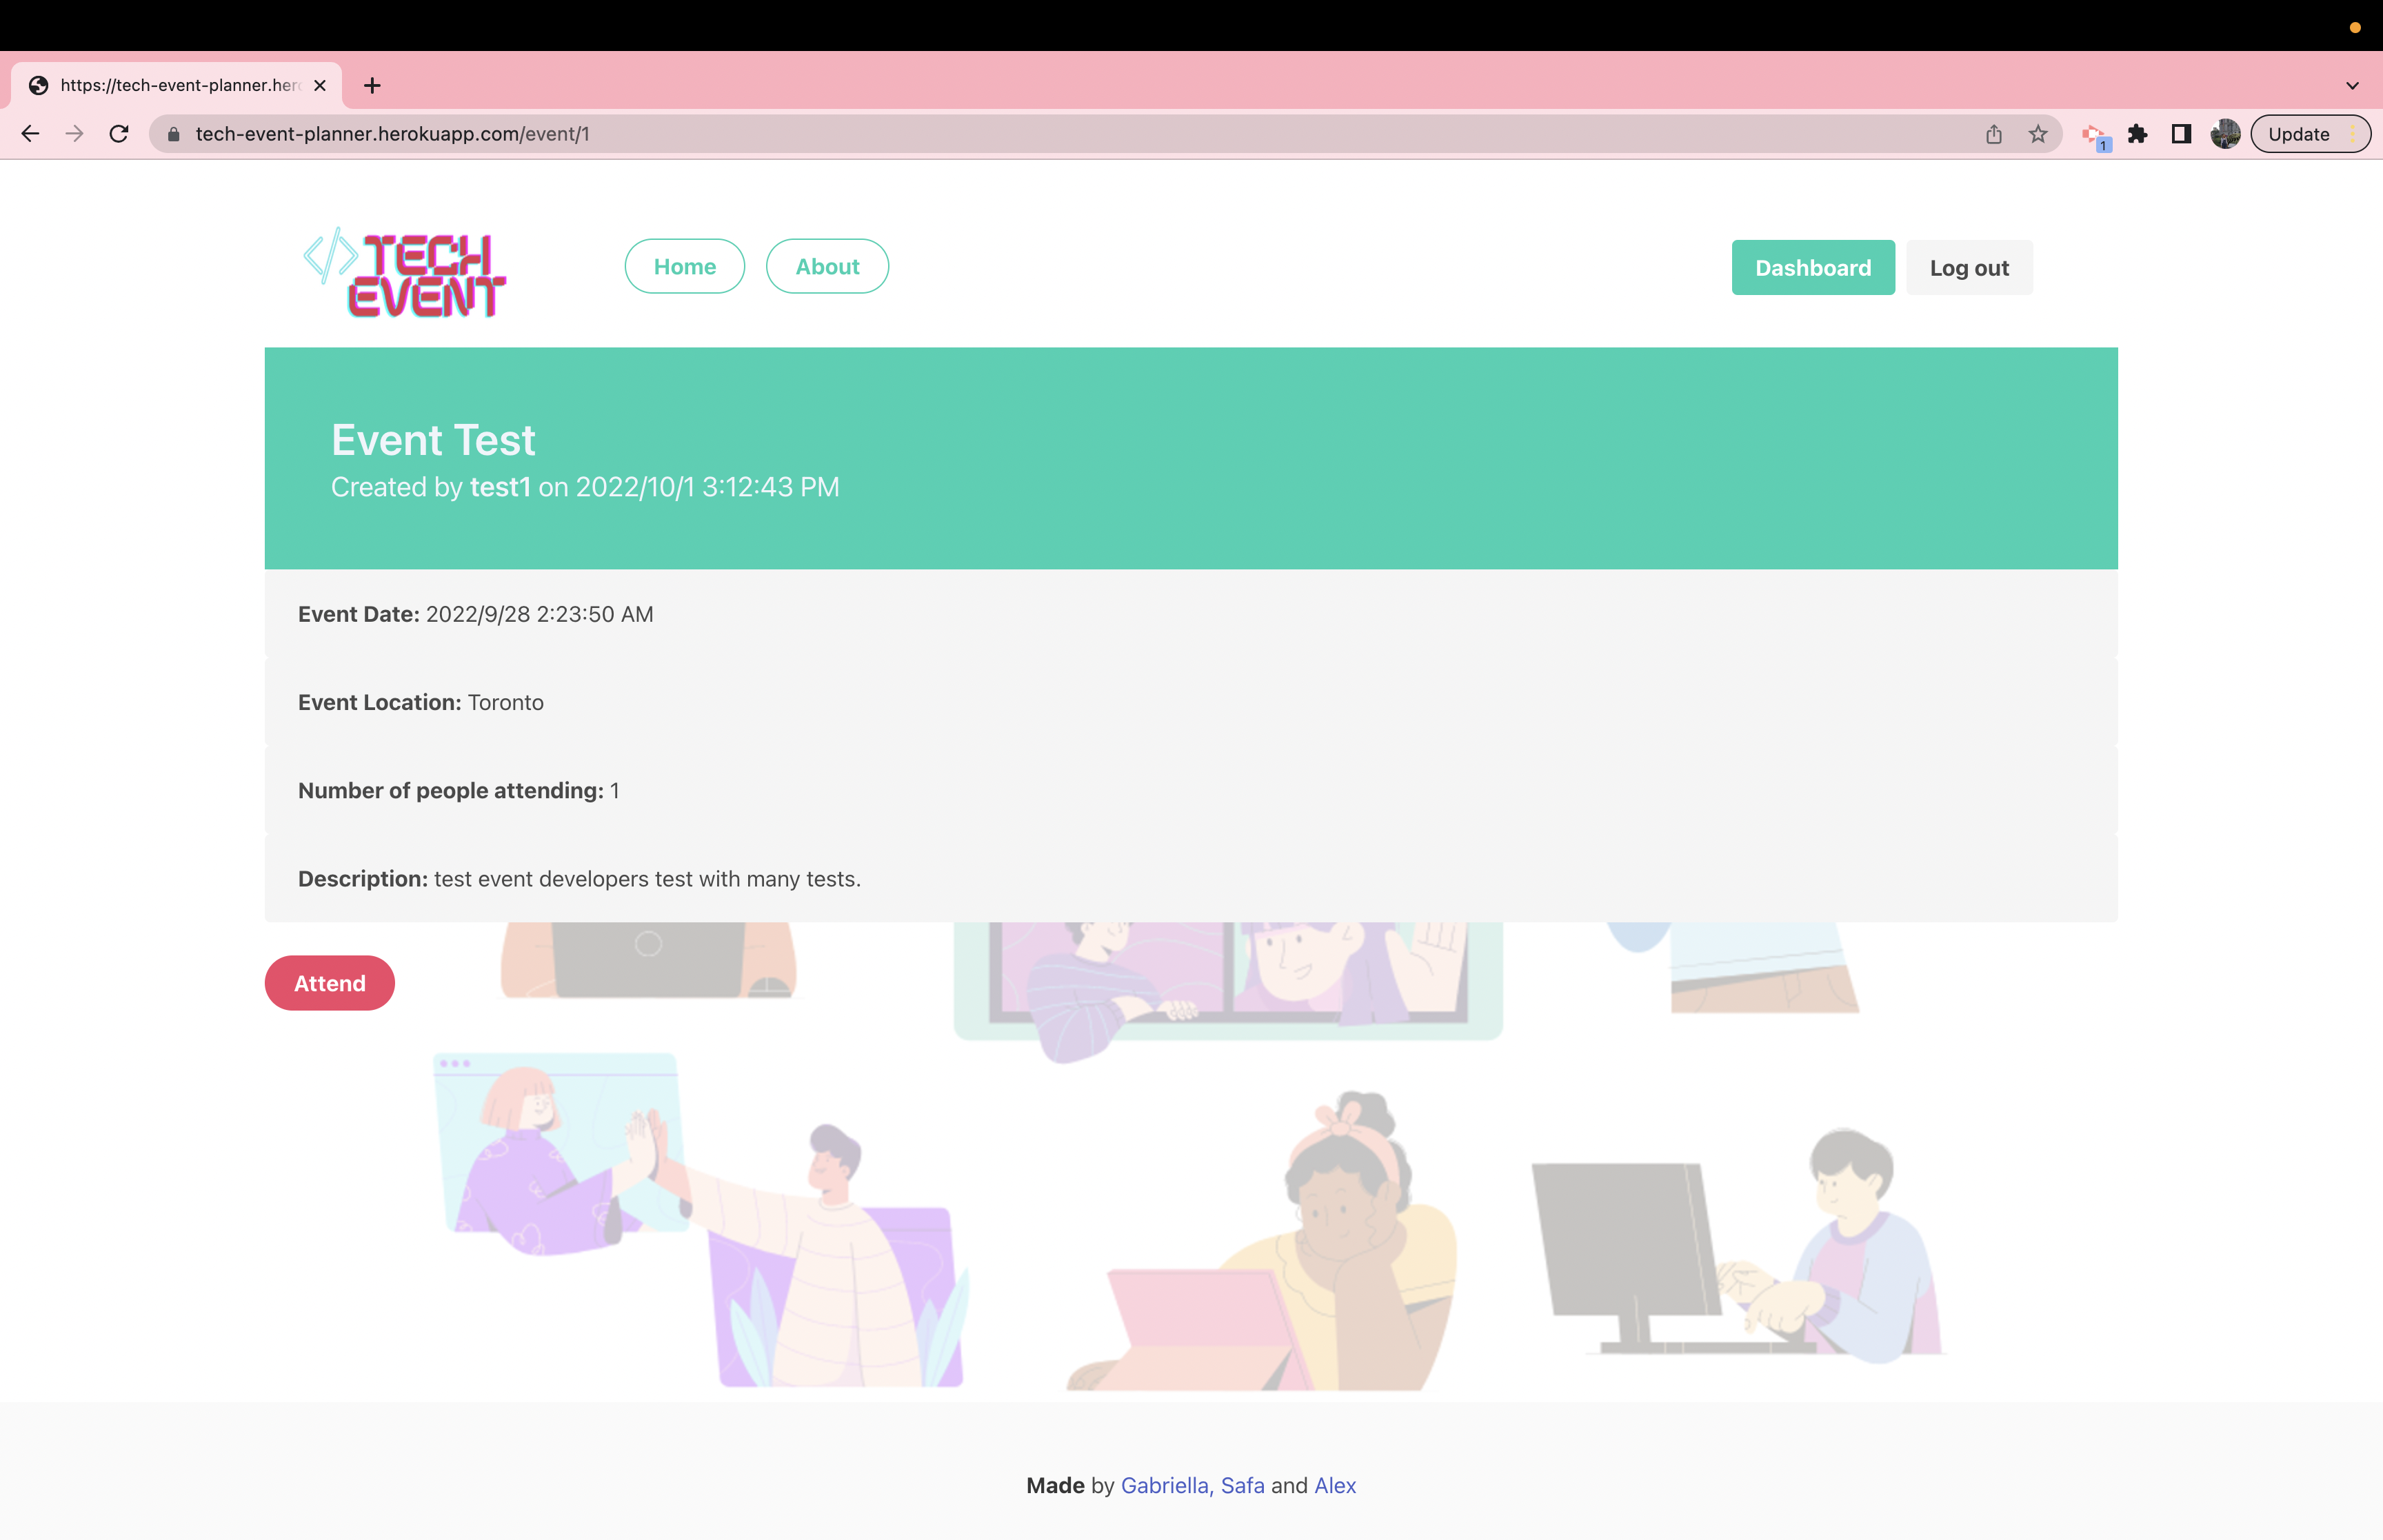 https://tech-event-planner.her
tech-event-planner.herokuapp.com/event/1
1
Update
</> TECH
EVENT
Home
About
Dashboard
Log out
Event Test
Created by test1 on 2022/10/1 3:12:43 PM
Event Date: 2022/9/28 2:23:50 AM
Event Location: Toronto
Number of people attending: 1
Description: test event developers test with many tests.
Attend
Made by Gabriella, Safa and Alex